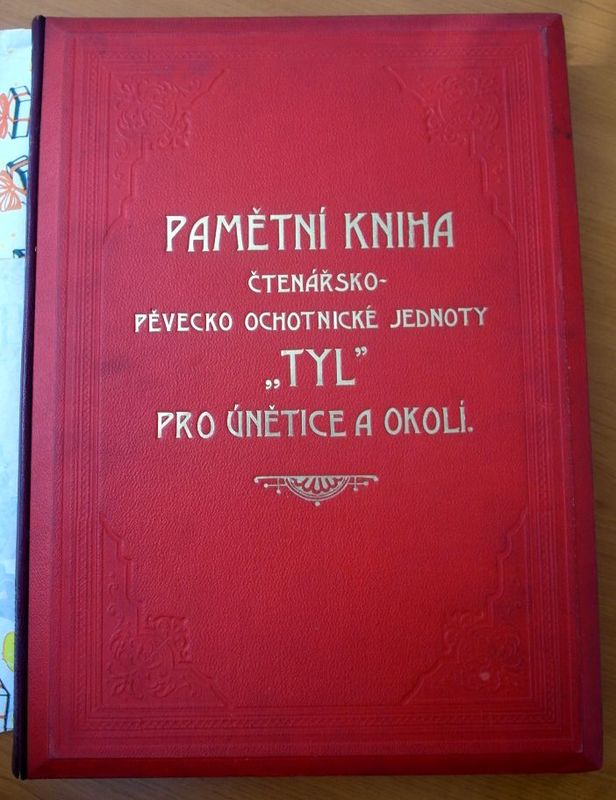 PAMĚTNÍ KNIHA
ČTENÁŘSKO-
PĚVECKO OCHOTNICKÉ JEDNOTY
„TYL”
PRO ÚNĚTICE A OKOLÍ.